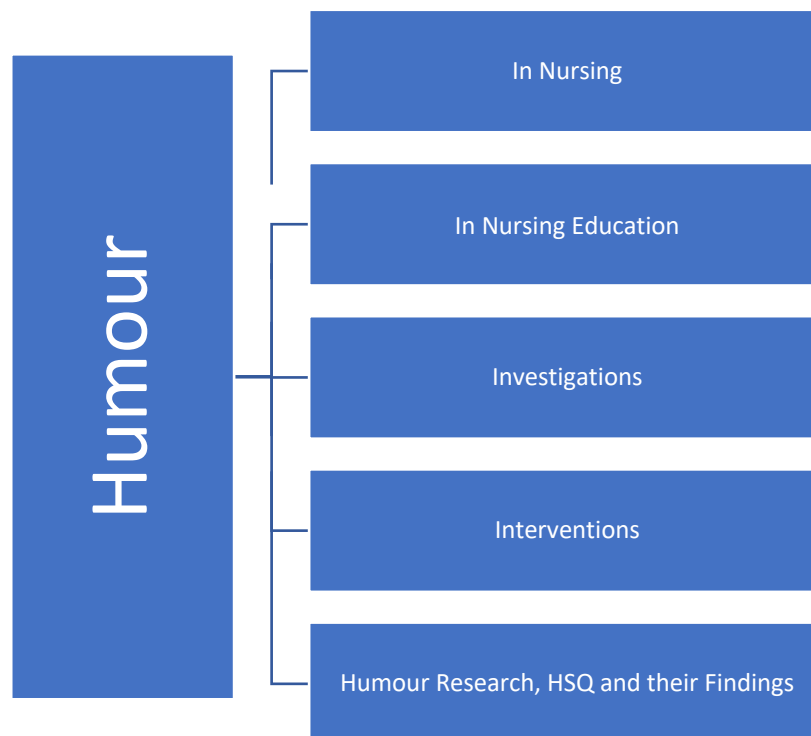 Humour
In Nursing
In Nursing Education
Investigations
Interventions
Humour Research, HSQ and their Findings